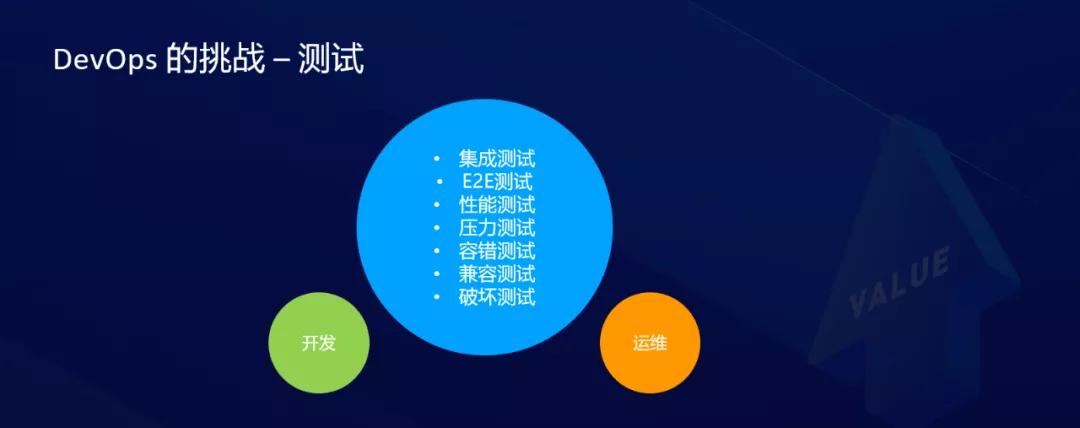 DevOps 的挑战 – 测试
• 集成测试
• E2E测试
• 性能测试
• 压力测试
• 容错测试
• 兼容测试
• 破坏测试
VALUE
开发
运维